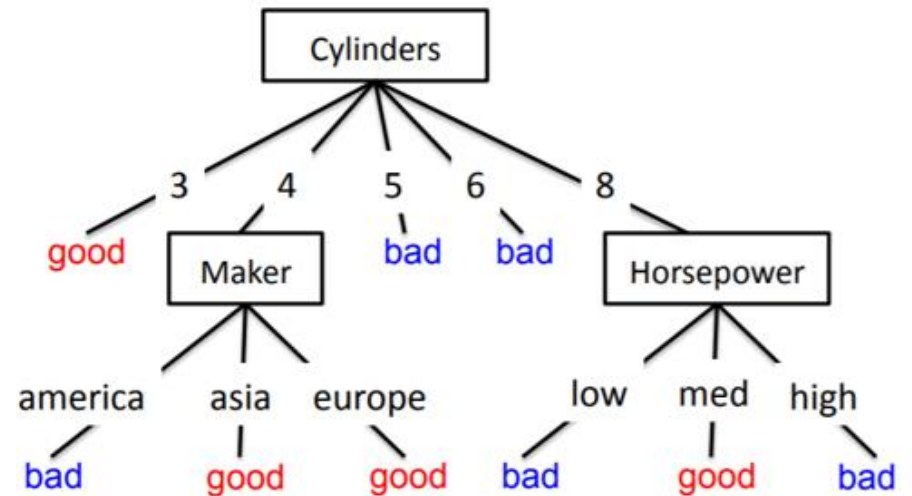 Cylinders
3 4 5 6 8
good Maker bad bad Horsepower
america asia europe low med high
bad good good bad good bad